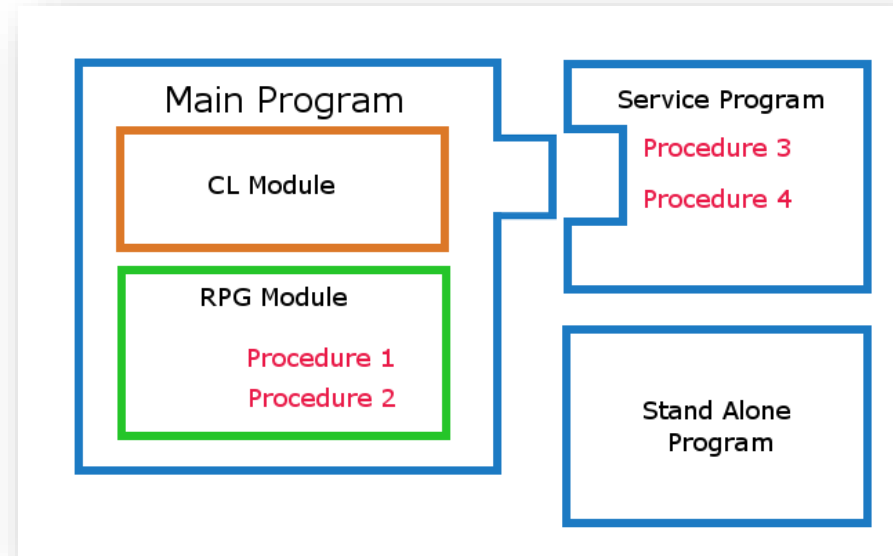 Main Program
CL Module
RPG Module
Procedure 1
Procedure 2
Service Program
Procedure 3
Procedure 4
Stand Alone
Program